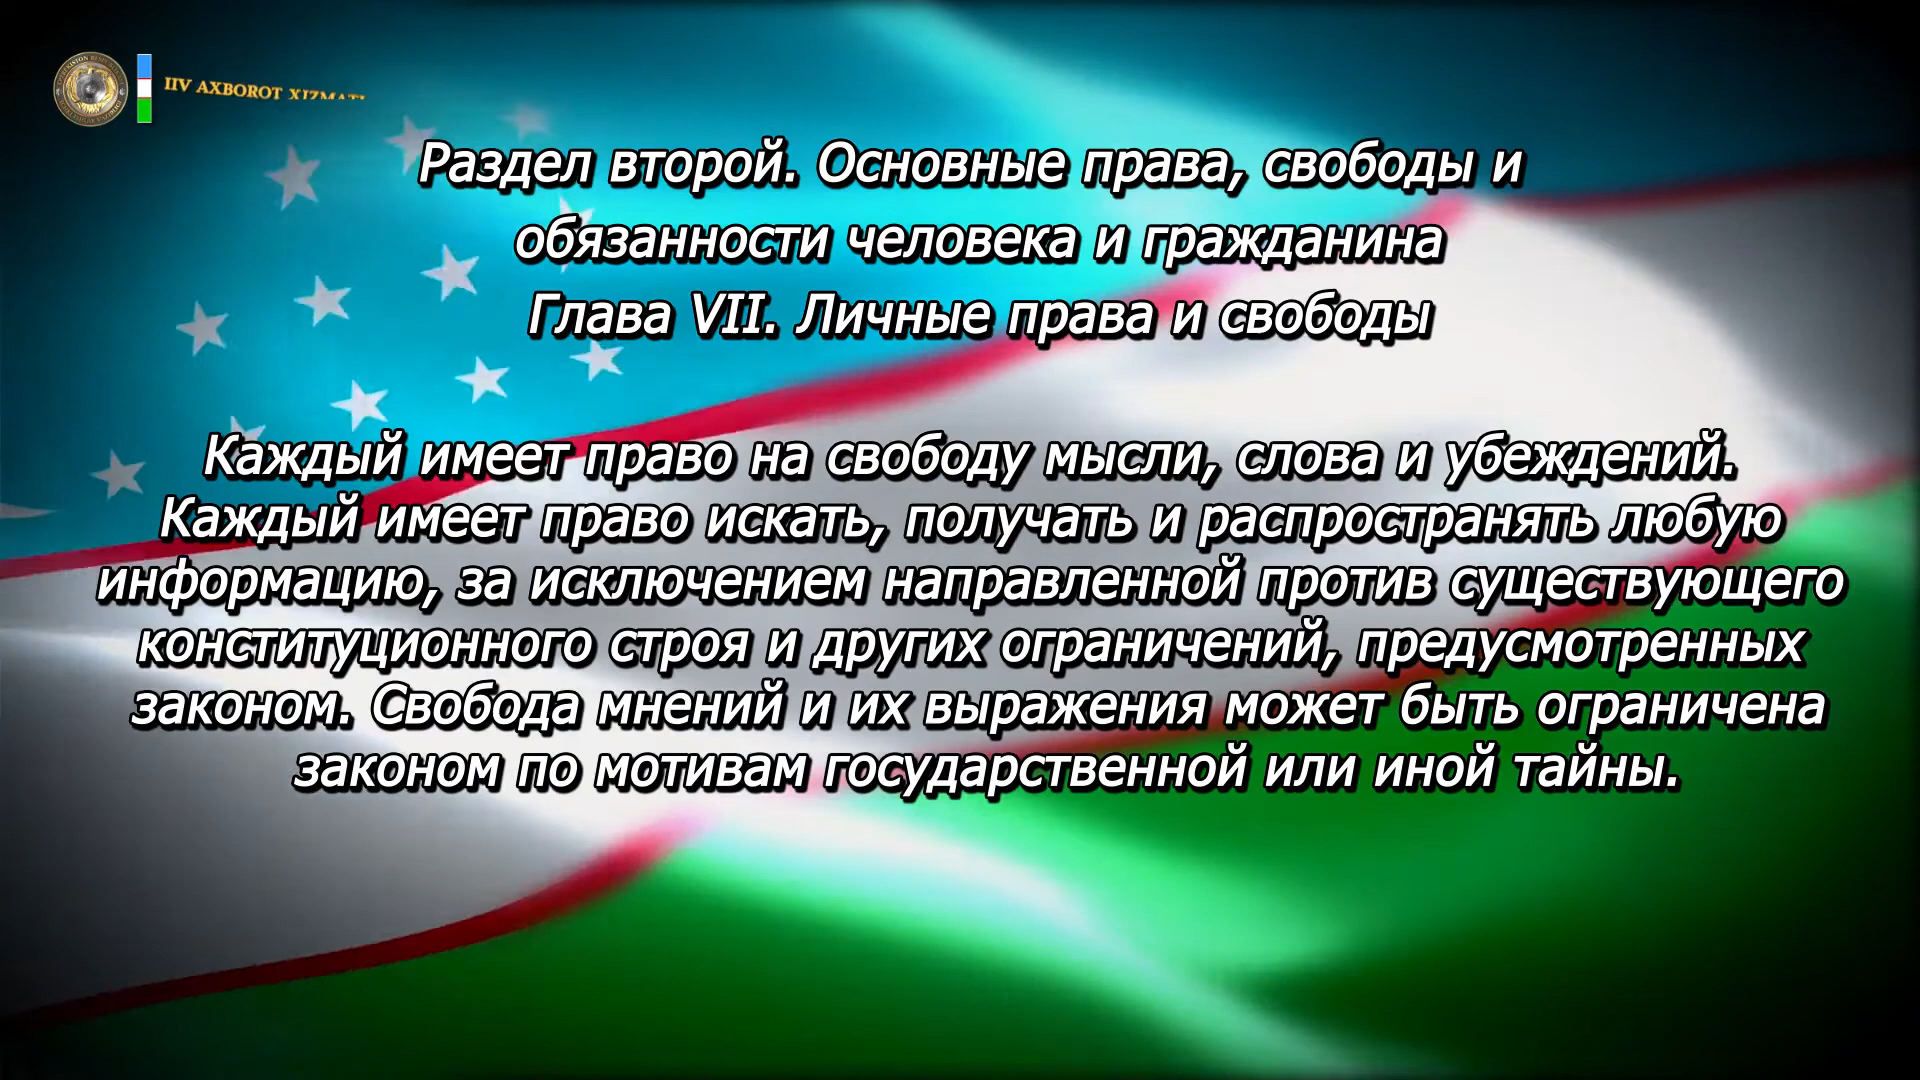 IIV AXBOROT XIZMATI
Раздел второй. Основные права, свободы и
обязанности человека и гражданина
Глава VII. Личные права и свободы
Каждый имеет право на свободу мысли, слова и убеждений.
Каждый имеет право искать, получать и распространять любую
информацию, за исключением направленной против существующего
конституционного строя и других ограничений, предусмотренных
законом. Свобода мнений и их выражения может быть ограничена
законом по мотивам государственной или иной тайны.